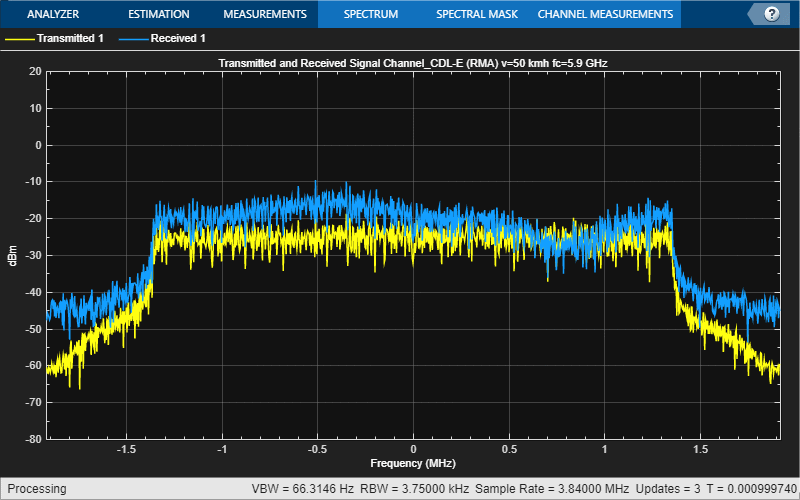 ANALYZER ESTIMATION MEASUREMENTS SPECTRUM SPECTRAL MASK CHANNEL MEASUREMENTS ?
Transmitted 1 Received 1
Transmitted and Received Signal Channel_CDL-E (RMA) v=50 kmh fc=5.9 GHz
20
10
0
-10
-20
-30
-40
-50
-60
-70
-80
dBm
-1.5 -1 -0.5 0 0.5 1 1.5
Frequency (MHz)
Processing VBW = 66.3146 Hz RBW = 3.75000 kHz Sample Rate = 3.84000 MHz Updates = 3 T = 0.000999740